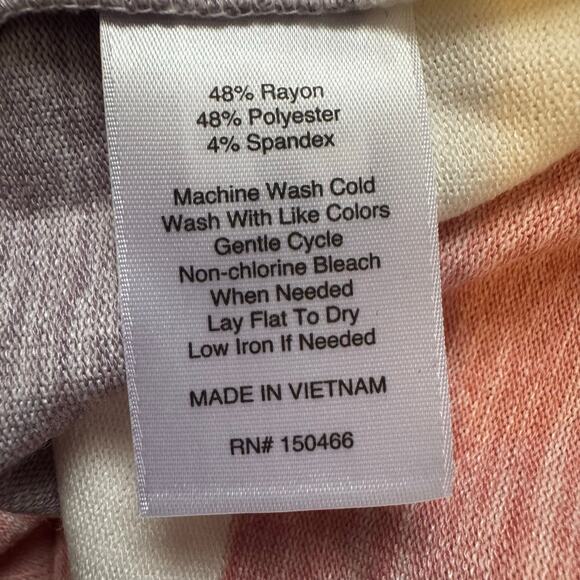 48% Rayon
48% Polyester
4% Spandex
Machine Wash Cold
Wash With Like Colors
Gentle Cycle
Non-chlorine Bleach
When Needed
Lay Flat To Dry
Low Iron If Needed
MADE IN VIETNAM
RN# 150466